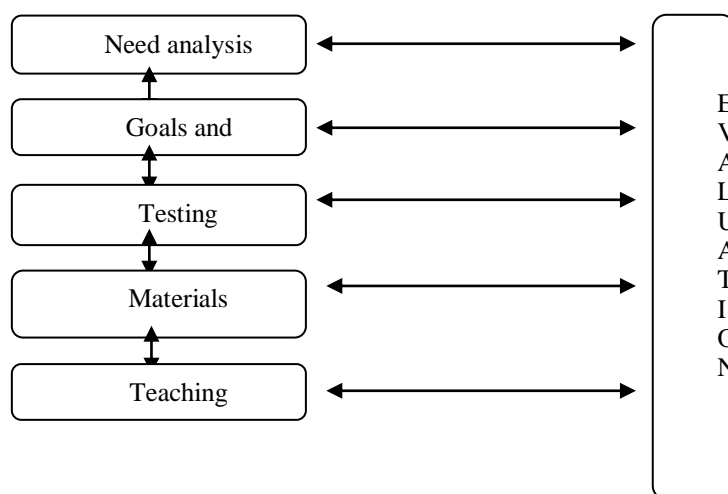 Need analysis
Goals and
Testing
Materials
Teaching
E
V
A
L
U
A
T
I
O
N